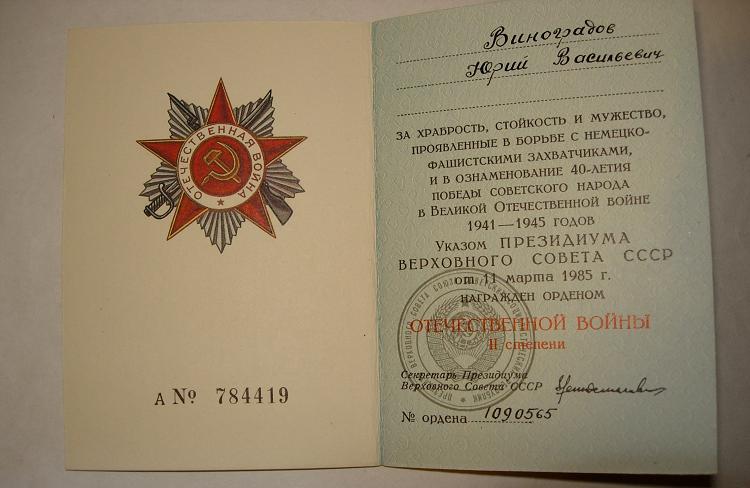 ОТЕЧЕСТВЕННАЯ ВОЙНА
А № 784419
Виноградов
Юрий Васильевич
ЗА ХРАБРОСТЬ, СТОЙКОСТЬ И МУЖЕСТВО,
ПРОЯВЛЕННЫЕ В БОРЬБЕ С НЕМЕЦКО-
ФАШИСТСКИМИ ЗАХВАТЧИКАМИ,
И В ОЗНАМЕНОВАНИЕ 40-ЛЕТИЯ
ПОБЕДЫ СОВЕТСКОГО НАРОДА
В ВЕЛИКОЙ ОТЕЧЕСТВЕННОЙ ВОЙНЕ
1941—1945 ГОДОВ
УКАЗОМ ПРЕЗИДИУМА
ВЕРХОВНОГО СОВЕТА СССР
от 11 марта 1985 г.
НАГРАЖДЕН ОРДЕНОМ
ОТЕЧЕСТВЕННОЙ ВОЙНЫ
II степени
Секретарь Президиума
Верховного Совета СССР
№ ордена 1090565